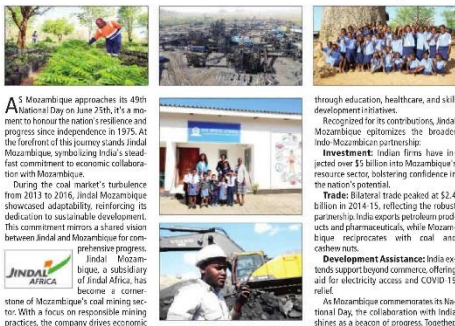 AS Mozambique approaches its 49th
National Day on June 25th, it's a mo-
ment to honour the nation's resilience and
progress since independence in 1975. At
the forefront of this journey stands Jindal
Mozambique, symbolizing India's stead-
fast commitment to economic collabora-
tion with Mozambique.
During the coal market's turbulence
from 2013 to 2016, Jindal Mozambique
showcased adaptability, reinforcing its
dedication to sustainable development.
This commitment mirrors a shared vision
between Jindal and Mozambique for com-
prehensive progress.
JINDAL
AFRICA
Jindal Mozam-
bique, a subsidiary
of Jindal Africa, has
become a corner-
stone of Mozambique's coal mining sec-
tor. With a focus on responsible mining
practices, the company drives economic
through education, healthcare, and skill
development initiatives.
Recognized for its contributions, Jindal
Mozambique epitomizes the broader
Indo-Mozambican partnership:
Investment: Indian firms have in-
jected over $5 billion into Mozambique's
resource sector, bolstering confidence in
the nation's potential.
Trade: Bilateral trade peaked at $2.4
billion in 2014-15, reflecting the robust
partnership. India exports petroleum prod-
ucts and pharmaceuticals, while Mozam-
bique reciprocates with coal and
cashew nuts.
Development Assistance: India ex-
tends support beyond commerce, offering
aid for electricity access and COVID-19
relief.
As Mozambique commemorates its Na-
tional Day, the collaboration with India
shines as a beacon of progress. Together,